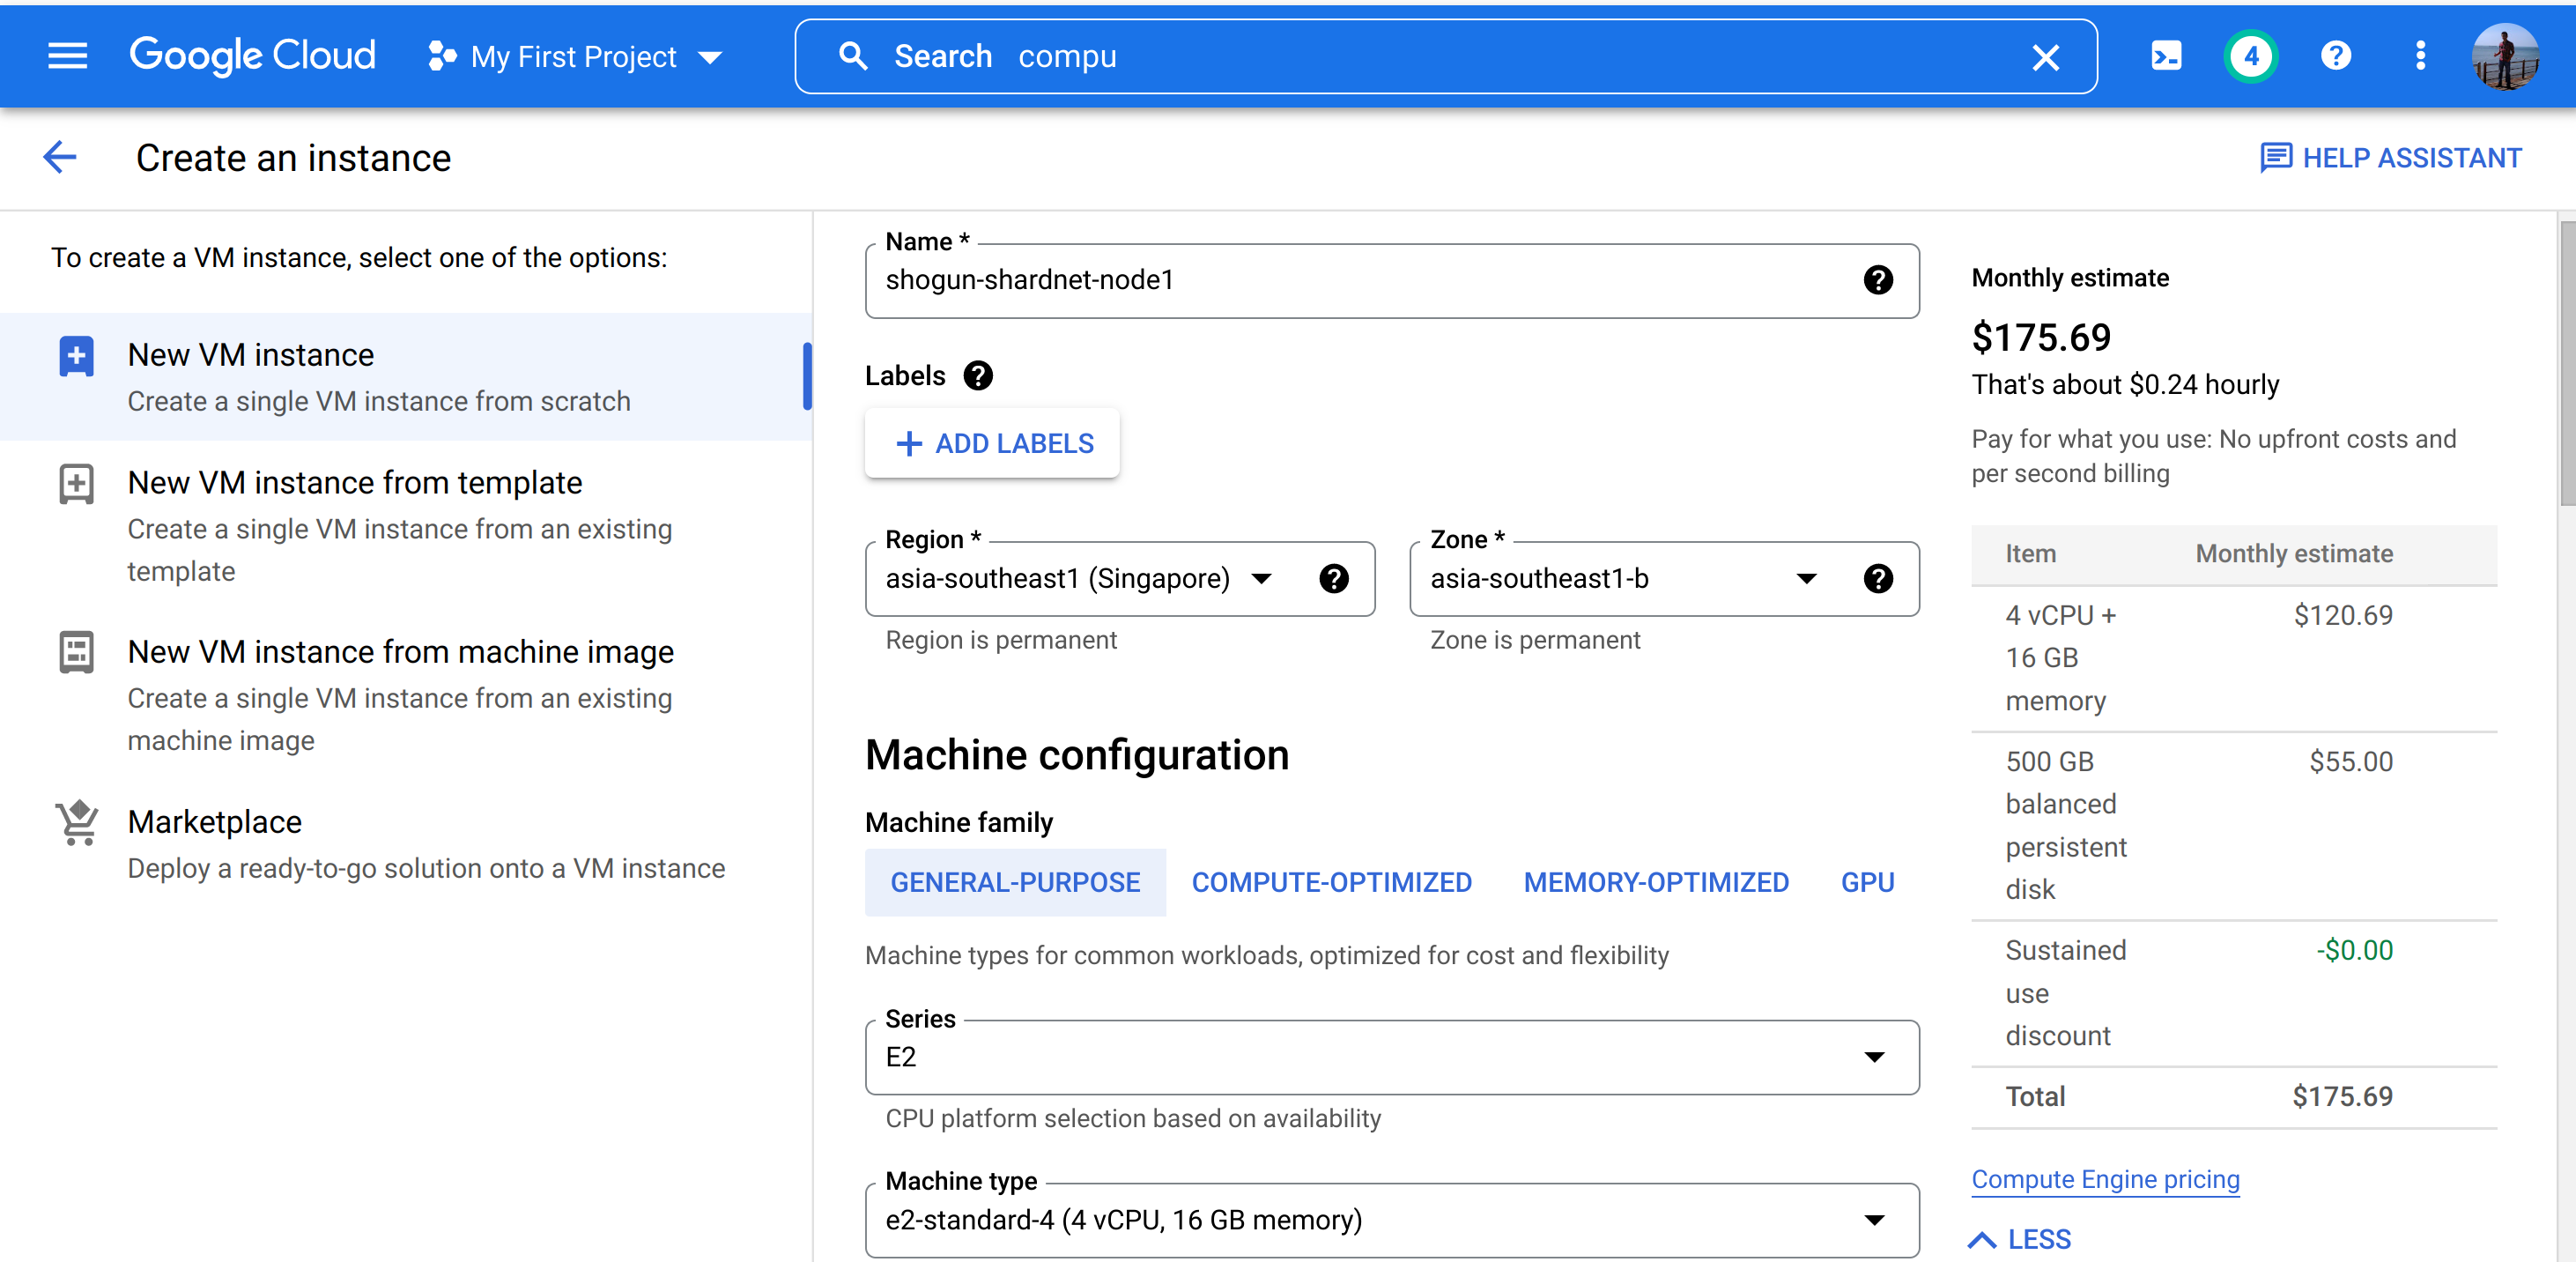 Google Cloud
My First Project
Search compu
4
Create an instance
HELP ASSISTANT
To create a VM instance, select one of the options:
New VM instance
Create a single VM instance from scratch
New VM instance from template
Create a single VM instance from an existing
template
New VM instance from machine image
Create a single VM instance from an existing
machine image
Marketplace
Deploy a ready-to-go solution onto a VM instance
Name *
shogun-shardnet-node1
Labels
ADD LABELS
Region *
asia-southeast1 (Singapore)
Region is permanent
Zone *
asia-southeast1-b
Zone is permanent
Machine configuration
Machine family
GENERAL-PURPOSE
COMPUTE-OPTIMIZED
MEMORY-OPTIMIZED
GPU
Machine types for common workloads, optimized for cost and flexibility
Series
E2
CPU platform selection based on availability
Machine type
e2-standard-4 (4 vCPU, 16 GB memory)
Monthly estimate
$175.69
That's about $0.24 hourly
Pay for what you use: No upfront costs and
per second billing
Item Monthly estimate
4 vCPU + $120.69
16 GB
memory
500 GB $55.00
balanced
persistent
disk
Sustained -$0.00
use
discount
Total $175.69
Compute Engine pricing
LESS